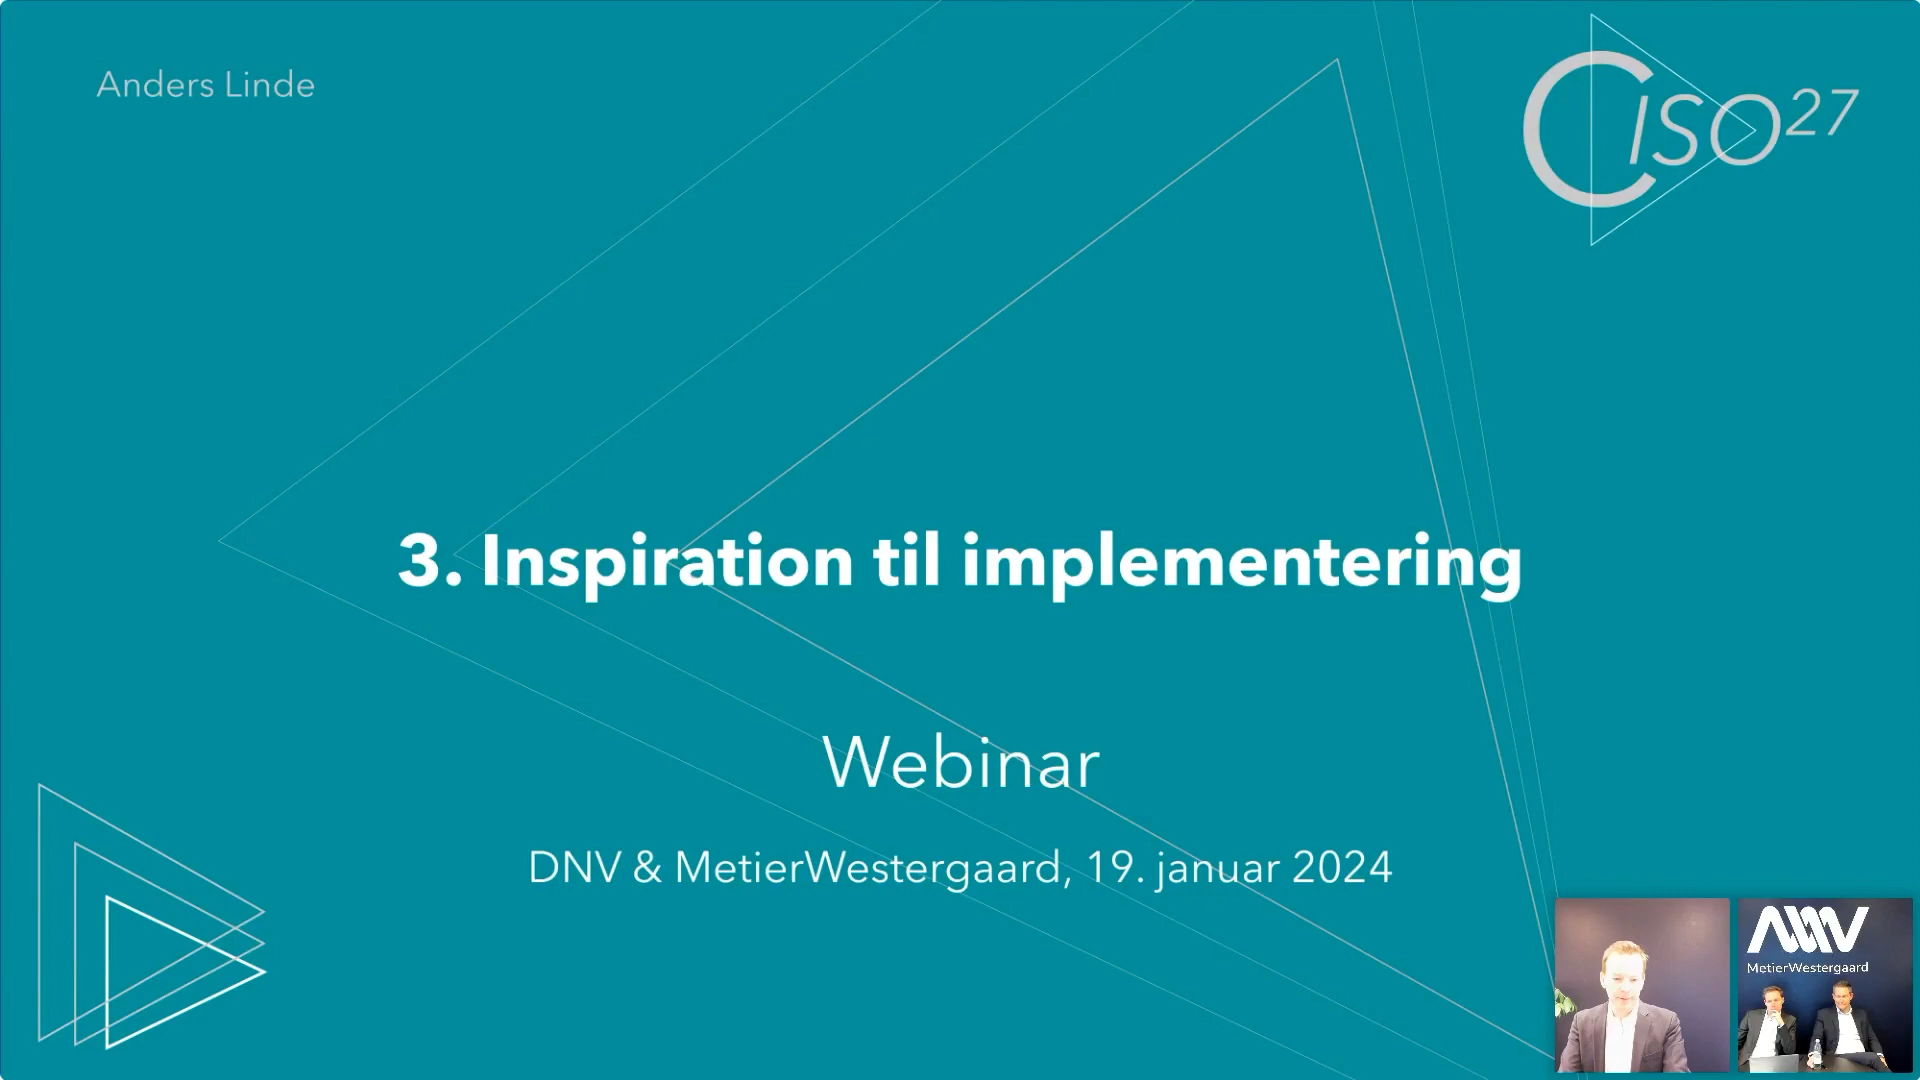 Anders Linde
CISO27
3. Inspiration til implementering
Webinar
DNV & MetierWestergaard, 19. januar 2024
MetierWestergaard